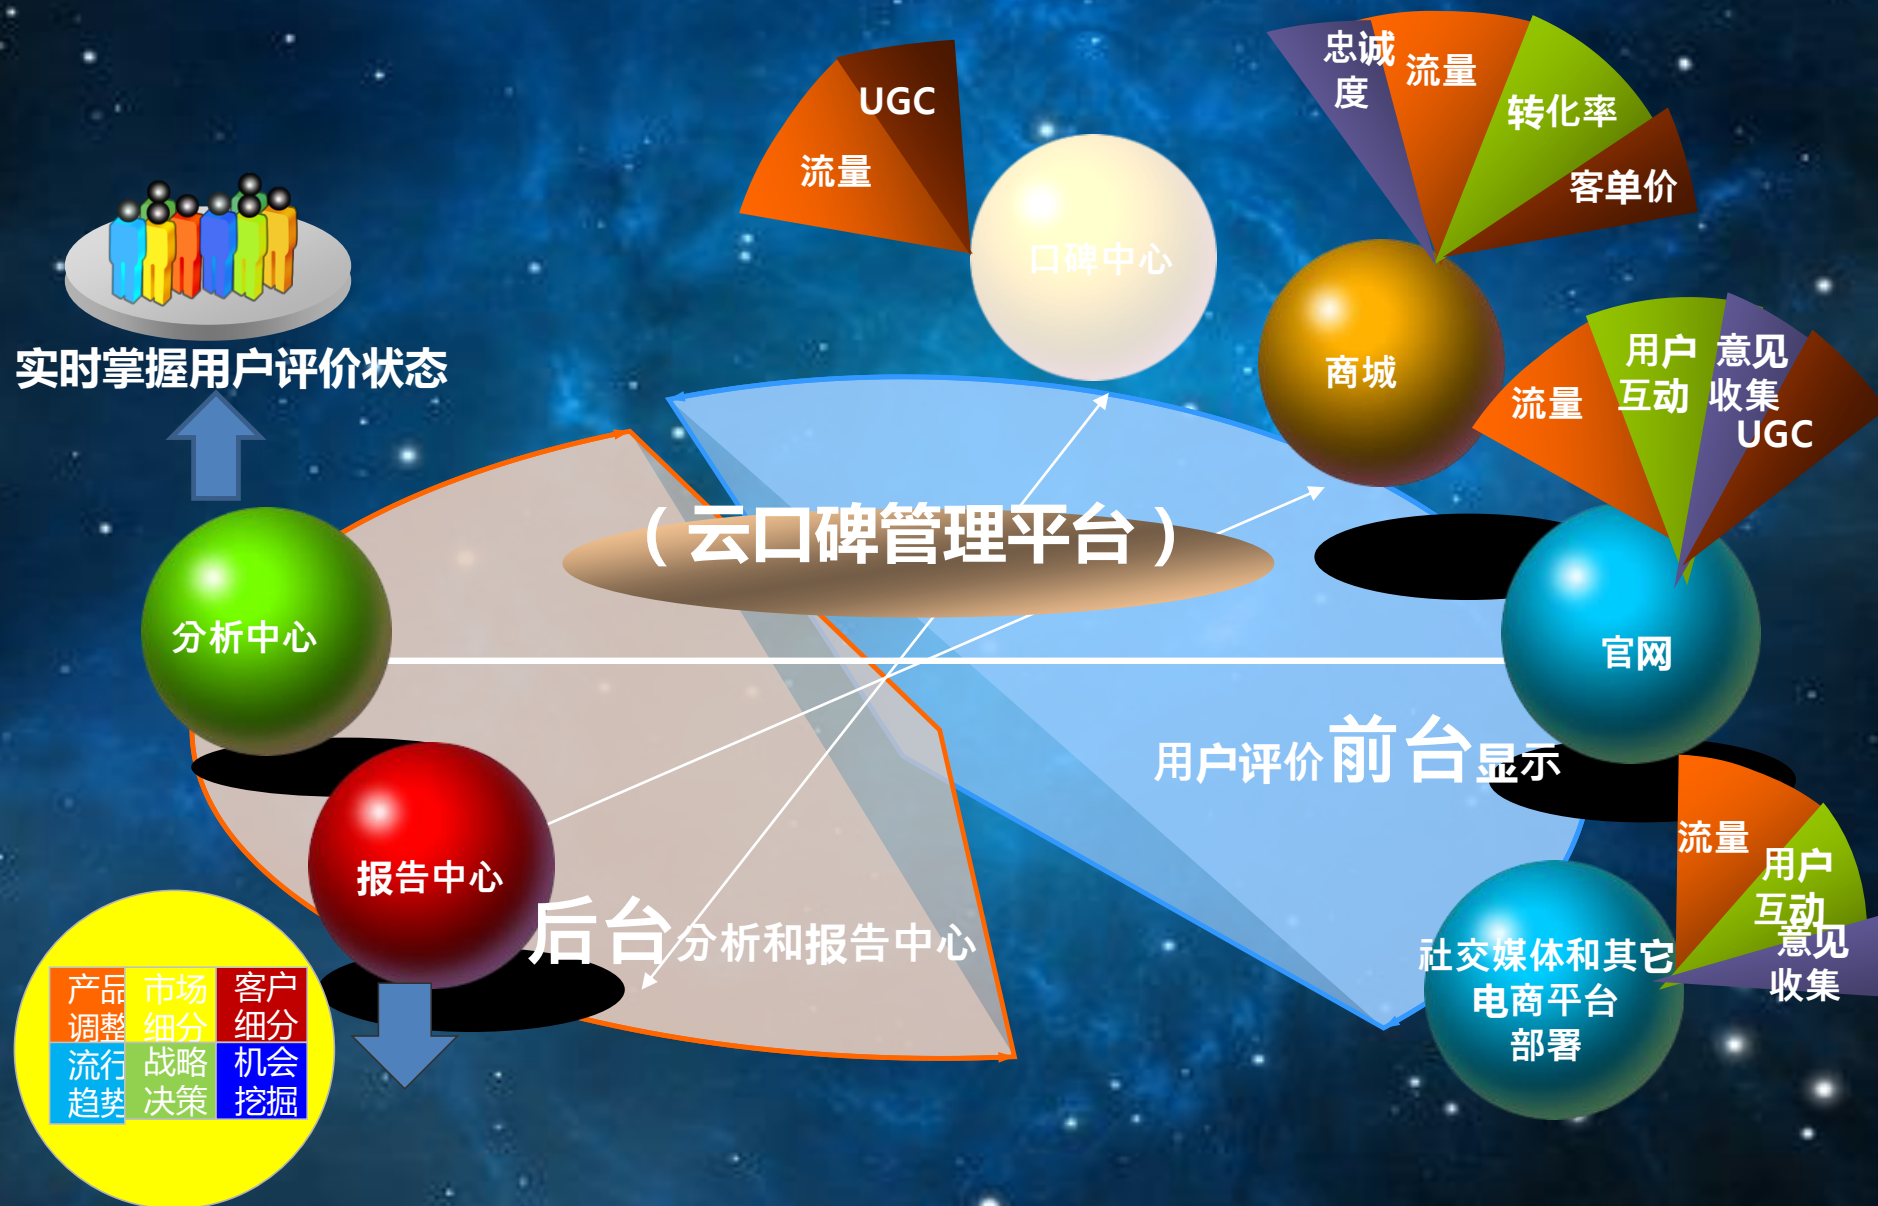 UGC
流量
忠诚
度
流量
转化率
客单价
口碑中心
商城
流量
用户
互动
意见
收集
UGC
实时掌握用户评价状态
（云口碑管理平台）
分析中心
官网
用户评价前台显示
报告中心
后台分析和报告中心
流量
用户
互动
意见
收集
社交媒体和其它
电商平台
部署
产品
调整
市场
细分
客户
细分
流行
趋势
战略
决策
机会
挖掘